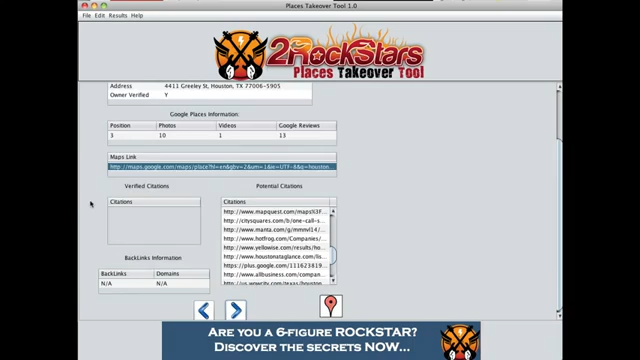 Places Takeover Tool 1.0
File Edit Results Help
2RockStars
Places Takeover Tool
Address 4411 Greeley St, Houston, TX 77006-5905
Owner Verified Y
Google Places Information:
Position Photos Videos Google Reviews
3 10 1 13
Maps Link
http://maps.google.com/maps/place?hl=en&gbv=2&um=1&ie=UTF-8&q=houston
Verified Citations Potential Citations
Citations Citations
http://www.mapquest.com/maps%3F...
http://citysquares.com/b/one-call-s...
http://www.manta.com/g/mmnvl14/...
http://www.hotfrog.com/Companies/...
http://www.yellowise.com/results/ho...
http://www.houstonataglance.com/lis...
https://plus.google.com/111623819...
http://www.allbusiness.com/compan...
BackLinks Information
BackLinks Domains
N/A N/A
Are you a 6-figure ROCKSTAR?
Discover the secrets NOW...